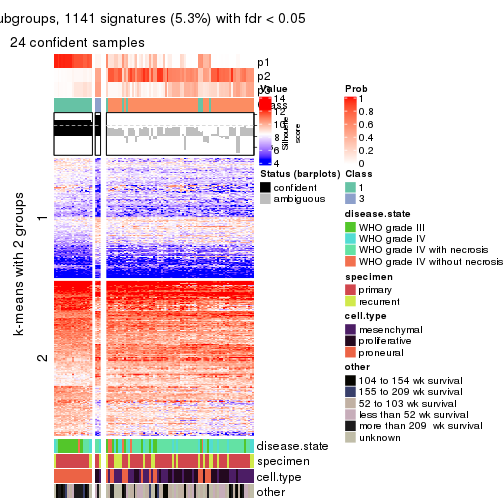 ubgroups, 1141 signatures (5.3%) with fdr < 0.05
24 confident samples
p1
p2
Value
14
12
10
8
6
4
Silhouette
score
Prob
1
0.8
0.6
0.4
0.2
0
Status (barplots)
confident
ambiguous
Class
1
3
disease.state
WHO grade III
WHO grade IV
WHO grade IV with necrosis
WHO grade IV without necrosis
specimen
primary
recurrent
cell.type
mesenchymal
proliferative
proneural
other
104 to 154 wk survival
155 to 209 wk survival
52 to 103 wk survival
less than 52 wk survival
more than 209 wk survival
unknown
k-means with 2 groups
1
2
disease.state
specimen
cell.type
other